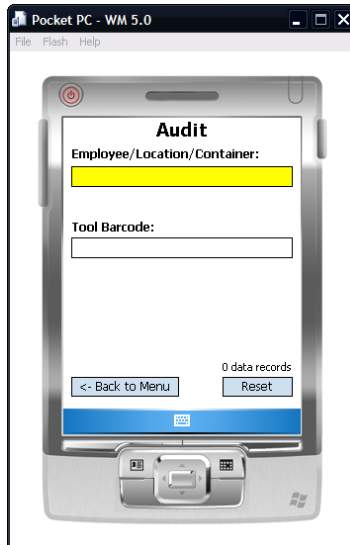 Pocket PC - WM 5.0
File Flash Help
Audit
Employee/Location/Container:
Tool Barcode:
0 data records
<- Back to Menu
Reset